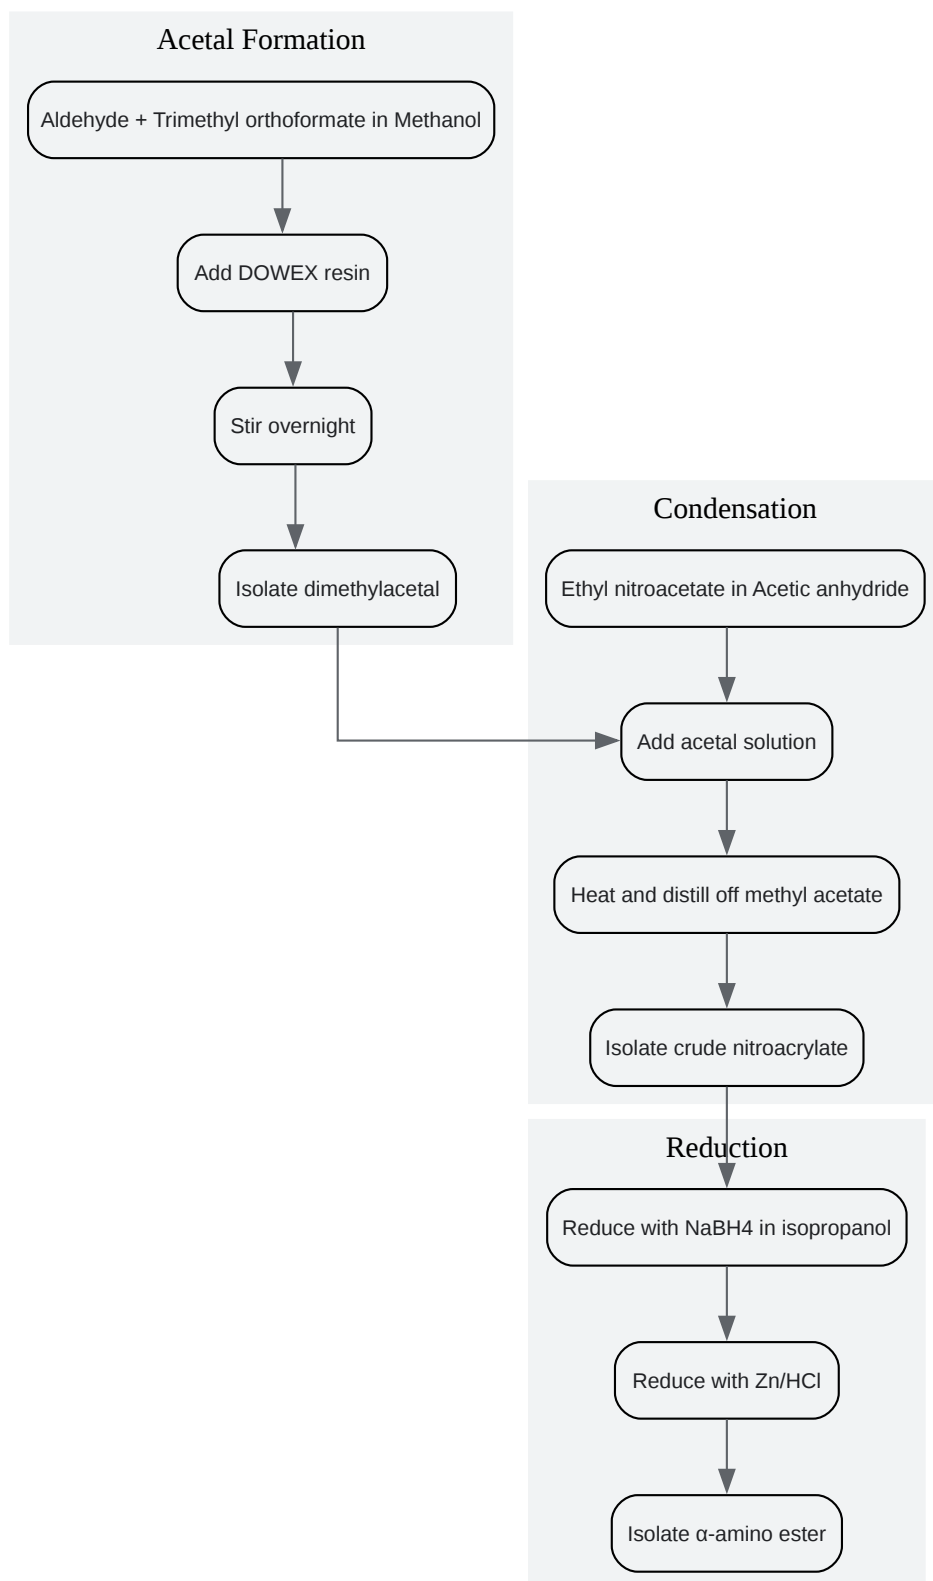 Acetal Formation
Aldehyde + Trimethyl orthoformate in Methanol
Add DOWEX resin
Stir overnight
Isolate dimethylacetal
Condensation
Ethyl nitroacetate in Acetic anhydride
Add acetal solution
Heat and distill off methyl acetate
Isolate crude nitroacrylate
Reduction
Reduce with NaBH4 in isopropanol
Reduce with Zn/HCl
Isolate α-amino ester